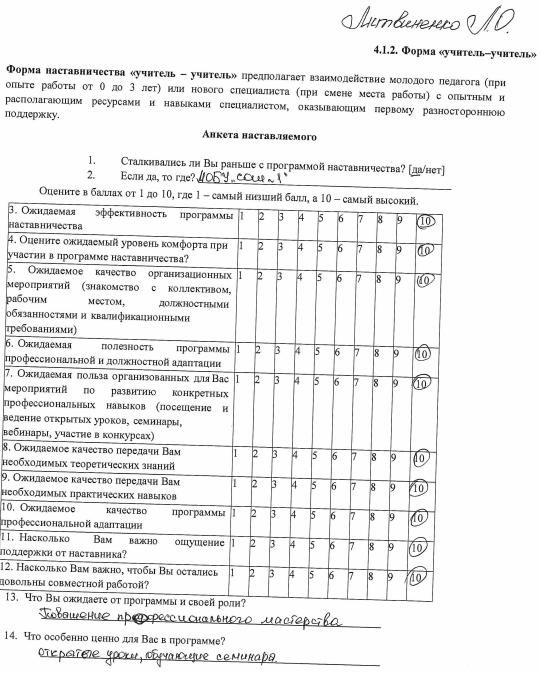 Литвиненко Л.О.
4.1.2. Форма «учитель–учитель»
Форма наставничества «учитель – учитель» предполагает взаимодействие молодого педагога (при
опыте работы от 0 до 3 лет) или нового специалиста (при смене места работы) с опытным и
располагающим ресурсами и навыками специалистом, оказывающим первому разностороннюю
поддержку.
Анкета наставляемого
1. Сталкивались ли Вы раньше с программой наставничества? [да/нет]
2. Если да, то где? МОБУ „СОШ-1"
Оцените в баллах от 1 до 10, где 1 – самый низший балл, а 10 – самый высокий.
3. Ожидаемая эффективность программы 1 2 3 4 5 6 7 8 9 10
наставничества
4. Оцените ожидаемый уровень комфорта при 1 2 3 4 5 6 7 8 9 10
участии в программе наставничества?
5. Ожидаемое качество организационных 1 2 3 4 5 6 7 8 9 10
мероприятий (знакомство с коллективом,
рабочим местом, должностными
обязанностями и квалификационными
требованиями)
6. Ожидаемая полезность программы 1 2 3 4 5 6 7 8 9 10
профессиональной и должностной адаптации
7. Ожидаемая польза организованных для Вас 1 2 3 4 5 6 7 8 9 10
мероприятий по развитию конкретных
профессиональных навыков (посещение и
ведение открытых уроков, семинары,
вебинары, участие в конкурсах)
8. Ожидаемое качество передачи Вам 1 2 3 4 5 6 7 8 9 10
необходимых теоретических знаний
9. Ожидаемое качество передачи Вам 1 2 3 4 5 6 7 8 9 10
необходимых практических навыков
10. Ожидаемое качество программы 1 2 3 4 5 6 7 8 9 10
профессиональной адаптации
11. Насколько Вам важно ощущение 1 2 3 4 5 6 7 8 9 10
поддержки от наставника?
12. Насколько Вам важно, чтобы Вы остались 1 2 3 4 5 6 7 8 9 10
довольны совместной работой?
13. Что Вы ожидаете от программы и своей роли?
Повышение профессионального мастерства
14. Что особенно ценно для Вас в программе?
Открытые уроки, обучающие семинары.